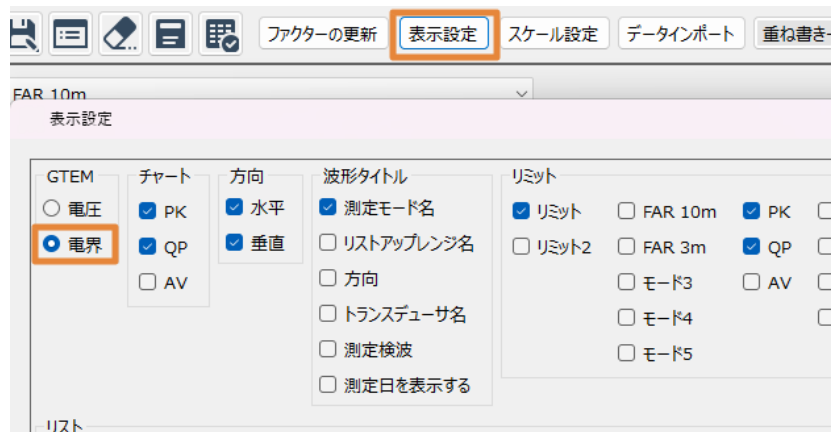 ファクターの更新 表示設定 スケール設定 データインポート 重ね書き
FAR 10m
表示設定
GTEM チャート 方向 波形タイトル リミット
電圧 PK 水平 測定モード名 リミット FAR 10m PK
電界 QP 垂直 リストアップレンジ名 リミット2 FAR 3m QP
AV 方向 モード3 AV
トランスデューサ名 モード4
測定検波 モード5
測定日を表示する
リスト